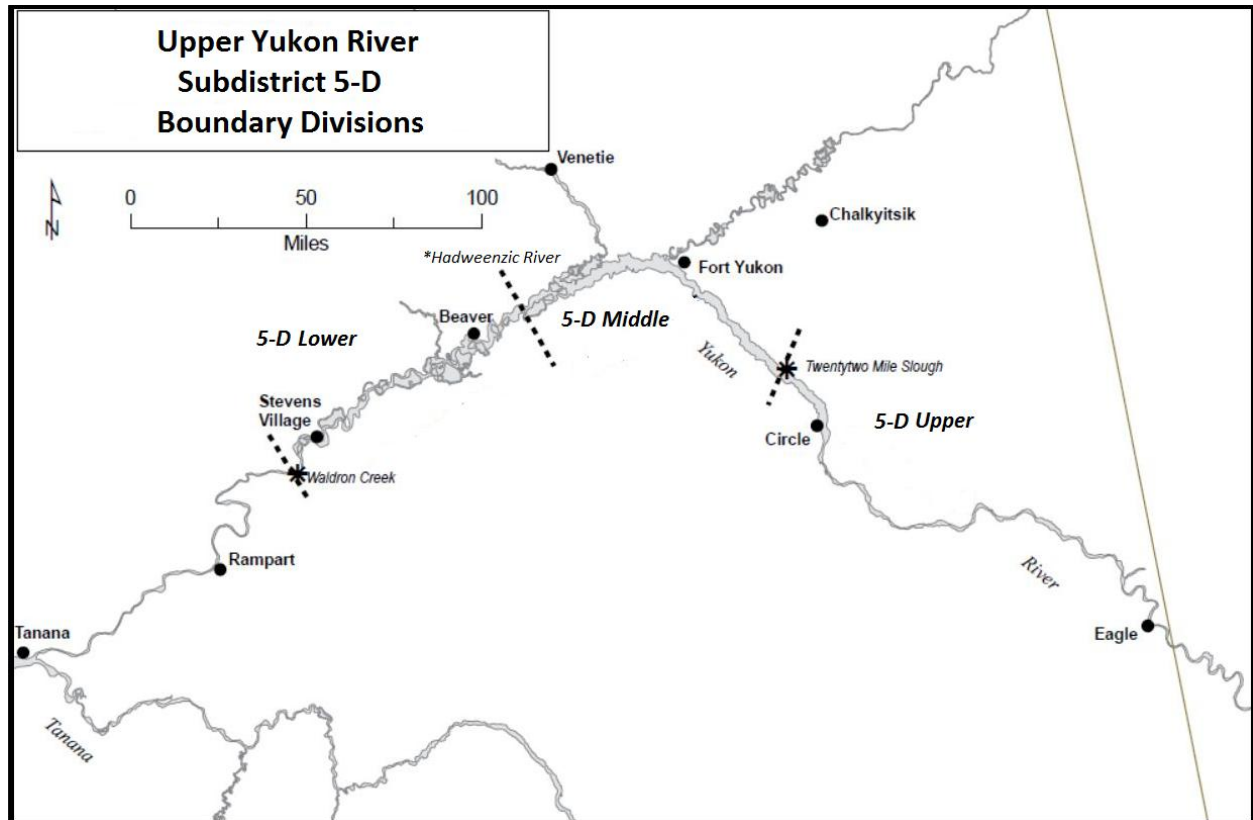 Upper Yukon River
Subdistrict 5-D
Boundary Divisions
N
0 50 100
Miles
Venetie
Chalkyitsik
*Hadweenzic River
Fort Yukon
Beaver
5-D Middle
5-D Lower
Yukon
Twentytwo Mile Slough
Stevens
Village
5-D Upper
Circle
Waldron Creek
Rampart
River
Tanana
Eagle
Tanana